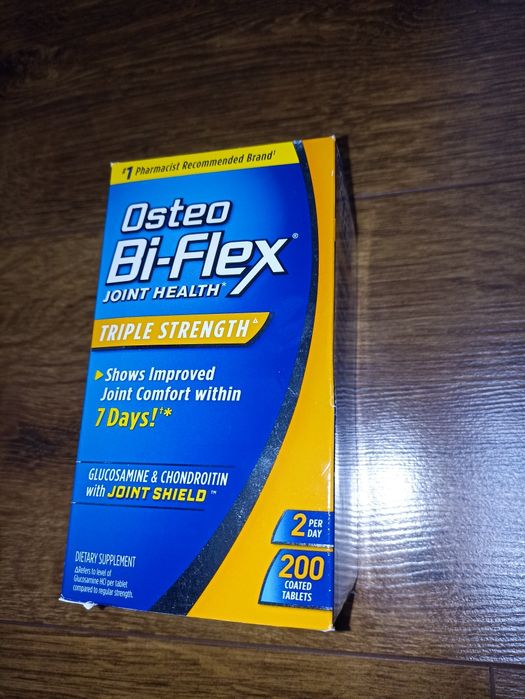 #1 Pharmacist Recommended Brand†
Osteo
Bi-Flex®
JOINT HEALTH*
TRIPLE STRENGTHΔ
Shows Improved
Joint Comfort within
7 Days!†*
GLUCOSAMINE & CHONDROITIN
with JOINT SHIELD™
2 PER
DAY
200
COATED
TABLETS
DIETARY SUPPLEMENT
ΔRefers to level of
Glucosamine HCl per tablet
compared to regular strength.